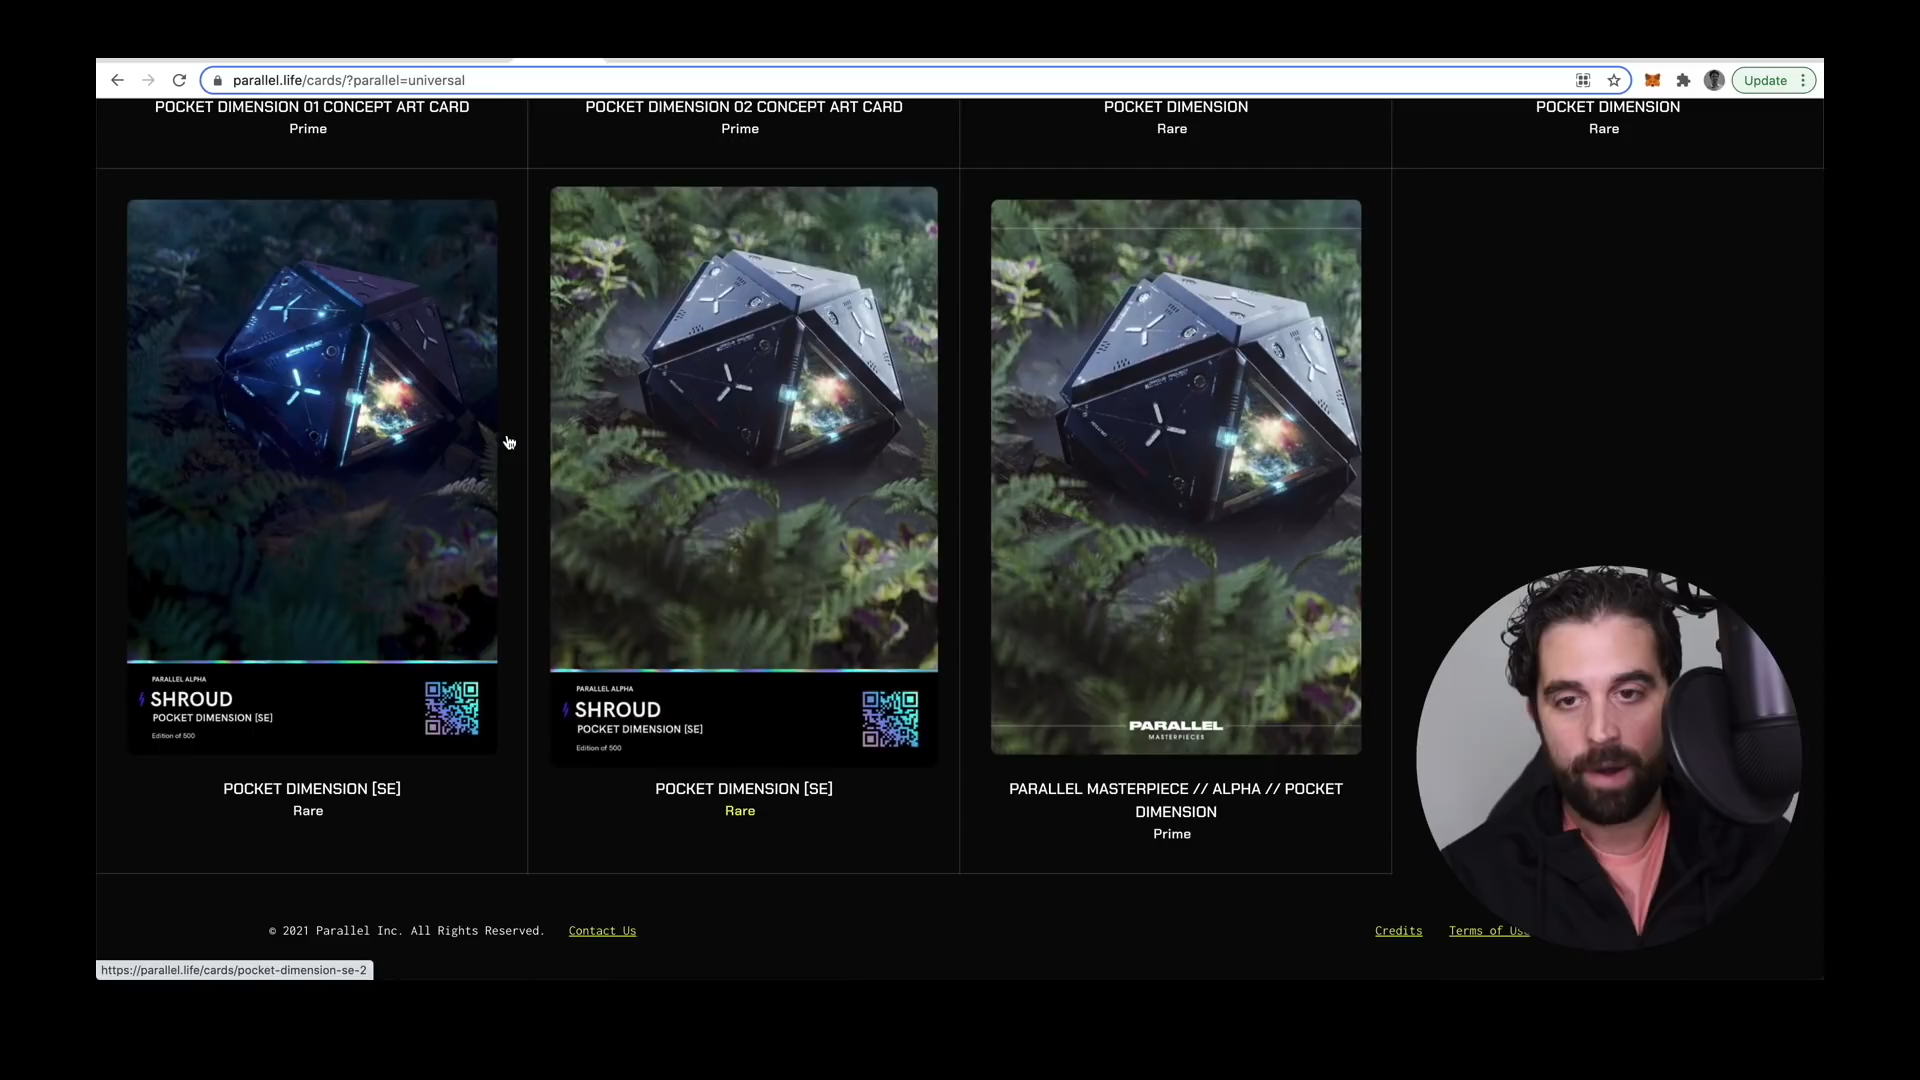 parallel.life/cards/?parallel=universal
Update
POCKET DIMENSION 01 CONCEPT ART CARD
Prime
POCKET DIMENSION 02 CONCEPT ART CARD
Prime
POCKET DIMENSION
Rare
POCKET DIMENSION
Rare
PARALLEL ALPHA
SHROUD
POCKET DIMENSION [SE]
Edition of 500
POCKET DIMENSION [SE]
Rare
PARALLEL ALPHA
SHROUD
POCKET DIMENSION [SE]
Edition of 500
POCKET DIMENSION [SE]
Rare
PARALLEL
MASTERPIECES
PARALLEL MASTERPIECE // ALPHA // POCKET
DIMENSION
Prime
© 2021 Parallel Inc. All Rights Reserved.
Contact Us
Credits
Terms of Use
https://parallel.life/cards/pocket-dimension-se-2